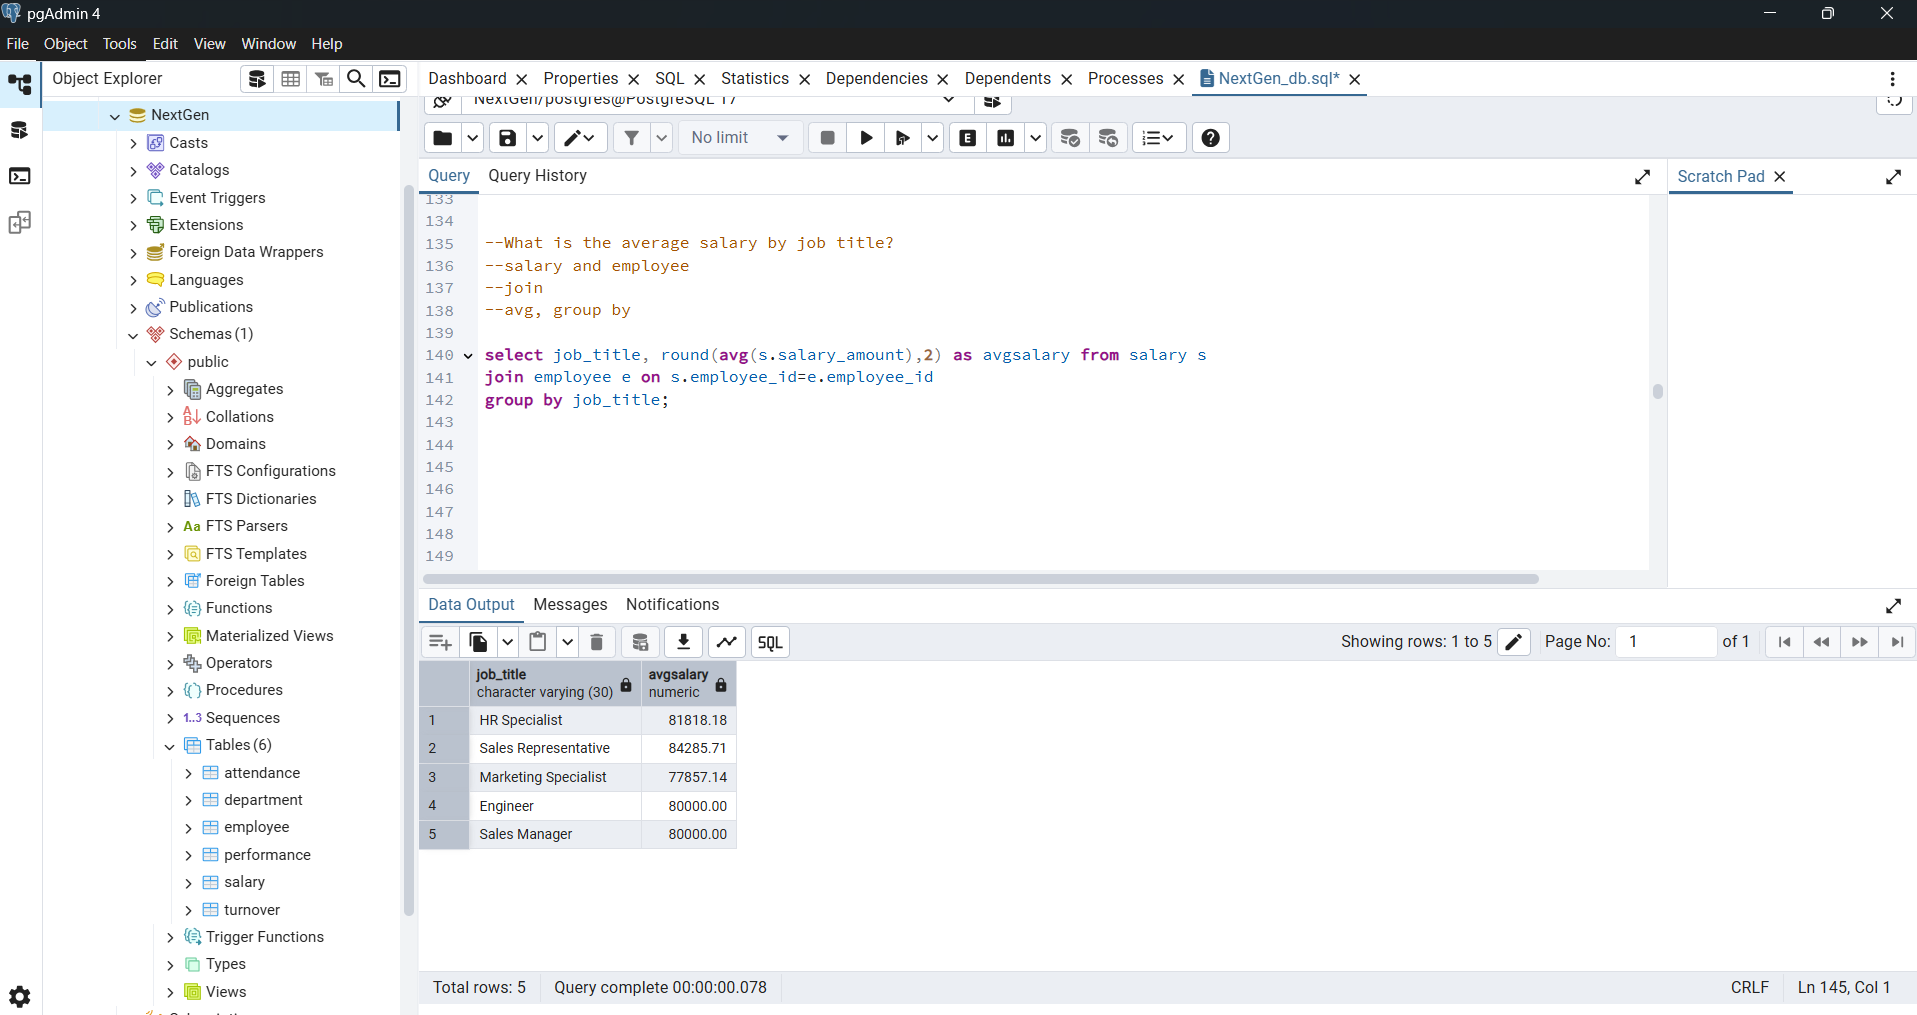 pgAdmin 4
File Object Tools Edit View Window Help
Object Explorer
Dashboard Properties SQL Statistics Dependencies Dependents Processes NextGen_db.sql*
NextGen/postgres@PostgreSQL 17
NextGen
Casts
Catalogs
Event Triggers
Extensions
Foreign Data Wrappers
Languages
Publications
Schemas (1)
public
Aggregates
Collations
Domains
FTS Configurations
FTS Dictionaries
Aa FTS Parsers
FTS Templates
Foreign Tables
Functions
Materialized Views
Operators
Procedures
1..3 Sequences
Tables (6)
attendance
department
employee
performance
salary
turnover
Trigger Functions
Types
Views
No limit
E
Query Query History
Scratch Pad
133
134
135 --What is the average salary by job title?
136 --salary and employee
137 --join
138 --avg, group by
139
140 select job_title, round(avg(s.salary_amount),2) as avgsalary from salary s
141 join employee e on s.employee_id=e.employee_id
142 group by job_title;
143
144
145
146
147
148
149
Data Output Messages Notifications
SQL
Showing rows: 1 to 5 Page No: 1 of 1
job_title avgsalary
character varying (30) numeric
1 HR Specialist 81818.18
2 Sales Representative 84285.71
3 Marketing Specialist 77857.14
4 Engineer 80000.00
5 Sales Manager 80000.00
Total rows: 5 Query complete 00:00:00.078 CRLF Ln 145, Col 1